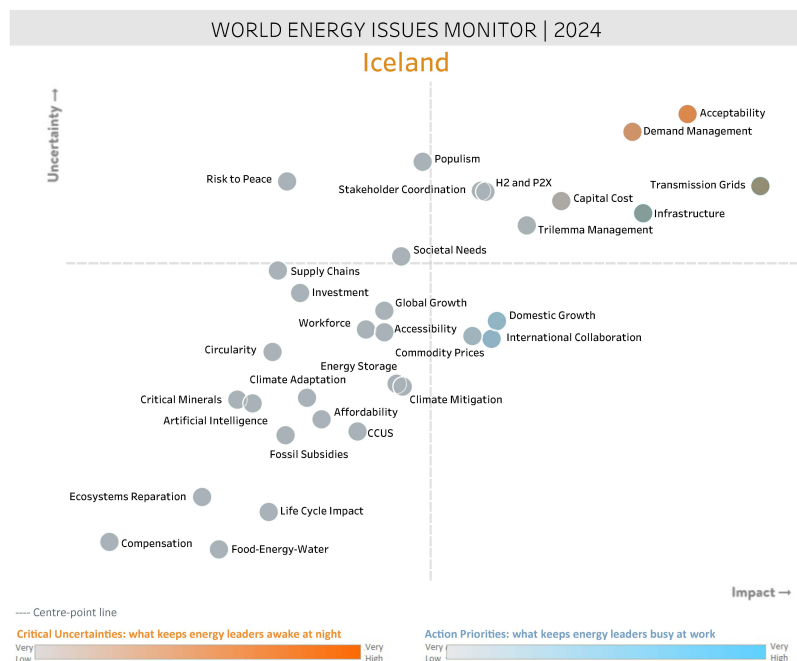 WORLD ENERGY ISSUES MONITOR | 2024
Iceland
Uncertainty →
Acceptability
Demand Management
Populism
Risk to Peace
H2 and P2X
Stakeholder Coordination
Transmission Grids
Capital Cost
Infrastructure
Trilemma Management
Societal Needs
Supply Chains
Investment
Global Growth
Domestic Growth
Workforce
Accessibility
International Collaboration
Circularity
Commodity Prices
Energy Storage
Climate Adaptation
Critical Minerals
Climate Mitigation
Affordability
Artificial Intelligence
CCUS
Fossil Subsidies
Ecosystems Reparation
Life Cycle Impact
Compensation
Food-Energy-Water
Impact →
---- Centre-point line
Critical Uncertainties: what keeps energy leaders awake at night
Very
Low
Very
High
Action Priorities: what keeps energy leaders busy at work
Very
Low
Very
High